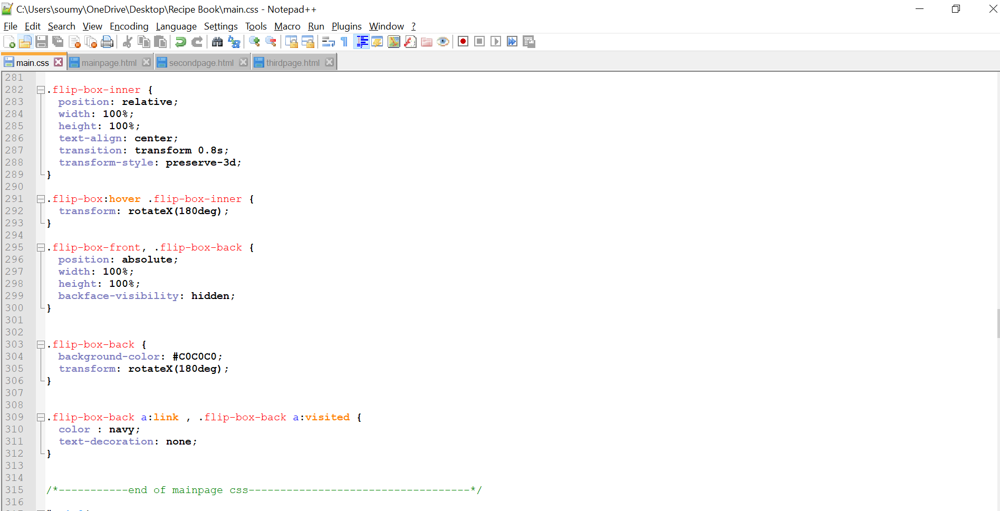 C:\Users\soumy\OneDrive\Desktop\Recipe Book\main.css - Notepad++
File Edit Search View Encoding Language Settings Tools Macro Run Plugins Window ?
main.css mainpage.html secondpage.html thirdpage.html
281
282 .flip-box-inner {
283 position: relative;
284 width: 100%;
285 height: 100%;
286 text-align: center;
287 transition: transform 0.8s;
288 transform-style: preserve-3d;
289 }
290
291 .flip-box:hover .flip-box-inner {
292 transform: rotateX(180deg);
293 }
294
295 .flip-box-front, .flip-box-back {
296 position: absolute;
297 width: 100%;
298 height: 100%;
299 backface-visibility: hidden;
300 }
301
302
303 .flip-box-back {
304 background-color: #C0C0C0;
305 transform: rotateX(180deg);
306 }
307
308
309 .flip-box-back a:link , .flip-box-back a:visited {
310 color : navy;
311 text-decoration: none;
312 }
313
314
315 /*-----------end of mainpage css-----------------------------------*/
316